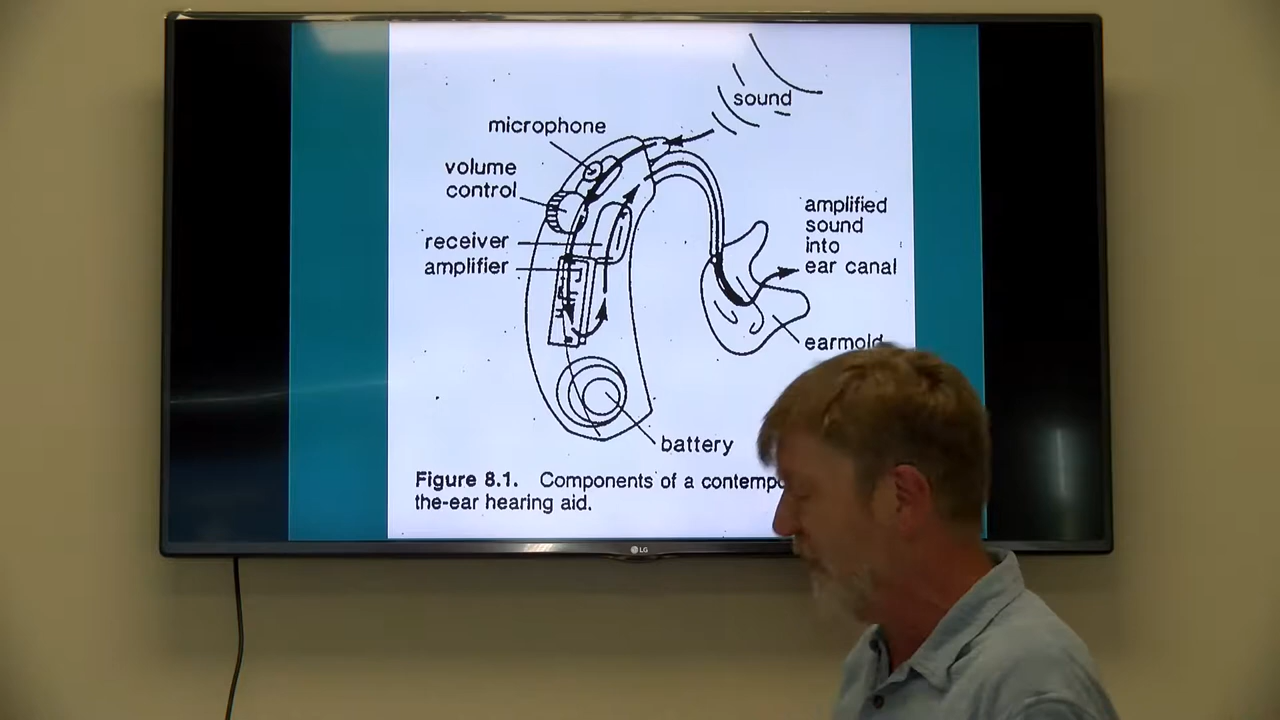 sound
microphone
volume
control
receiver
amplifier
amplified
sound
into
ear canal
earmold
battery
Figure 8.1. Components of a
the-ear hearing aid.
LG